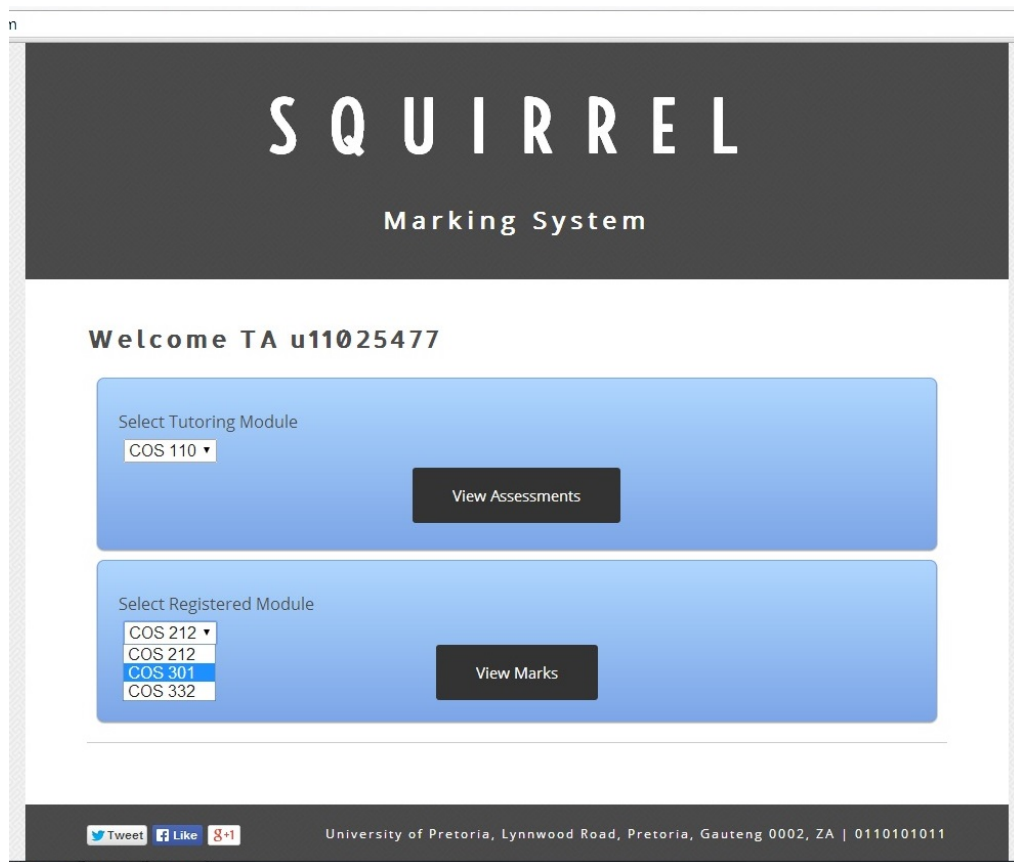 m
SQUIRREL
Marking System
Welcome TA u11025477
Select Tutoring Module
COS 110
View Assessments
Select Registered Module
COS 212
COS 212
COS 301
COS 332
View Marks
Tweet Like g+1 University of Pretoria, Lynnwood Road, Pretoria, Gauteng 0002, ZA | 0110101011